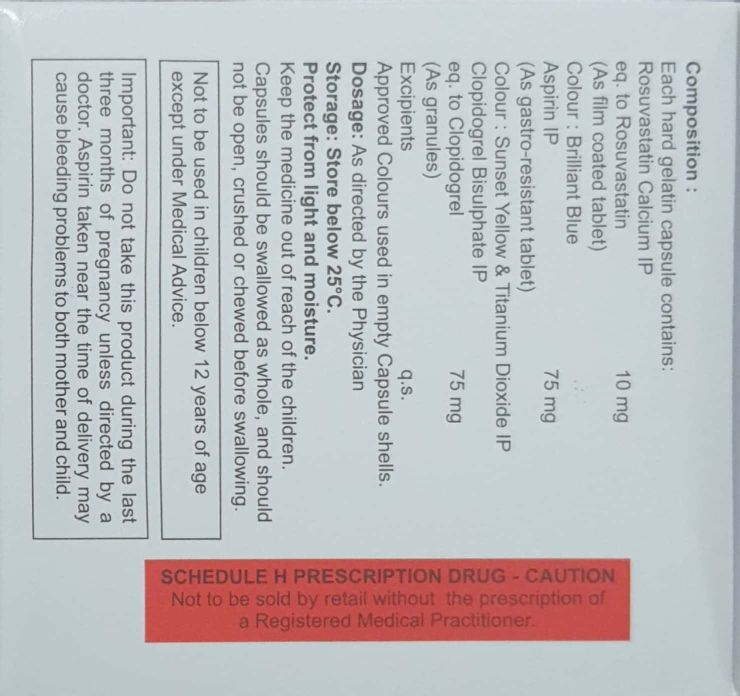 Composition :
Each hard gelatin capsule contains:
Rosuvastatin Calcium IP
eq. to Rosuvastatin 10 mg
(As film coated tablet)
Colour : Brilliant Blue
Aspirin IP 75 mg
(As gastro-resistant tablet)
Colour : Sunset Yellow & Titanium Dioxide IP
Clopidogrel Bisulphate IP
eq. to Clopidogrel 75 mg
(As granules)
Excipients q.s.
Approved Colours used in empty Capsule shells.
Dosage: As directed by the Physician
Storage: Store below 25°C.
Protect from light and moisture.
Keep the medicine out of reach of the children.
Capsules should be swallowed as whole, and should
not be open, crushed or chewed before swallowing.
Not to be used in children below 12 years of age
except under Medical Advice.
Important: Do not take this product during the last
three months of pregnancy unless directed by a
doctor. Aspirin taken near the time of delivery may
cause bleeding problems to both mother and child.
SCHEDULE H PRESCRIPTION DRUG - CAUTION
Not to be sold by retail without the prescription of
a Registered Medical Practitioner.